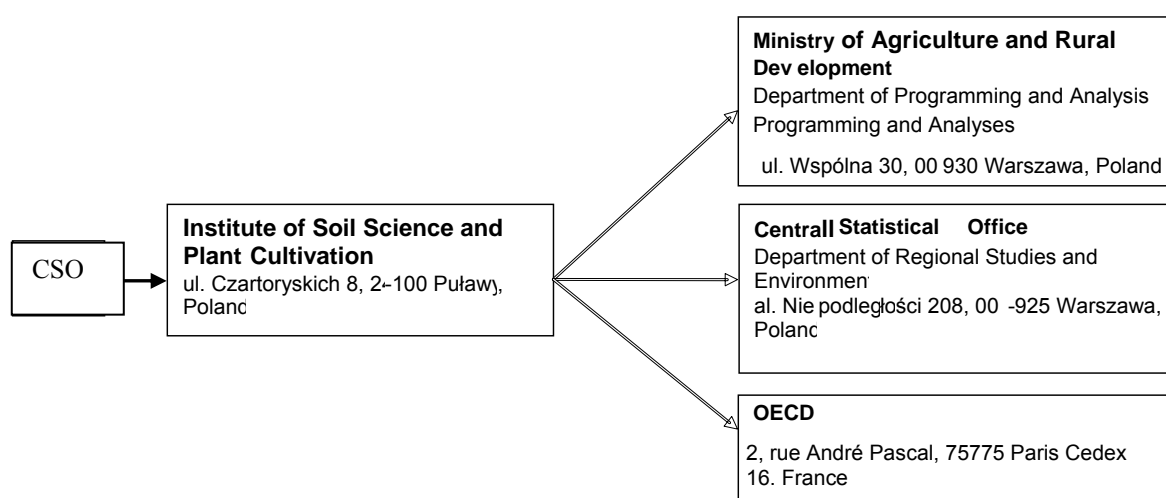 CSO
Institute of Soil Science and
Plant Cultivation
ul. Czartoryskich 8, 24-100 Puławy,
Poland
Ministry of Agriculture and Rural
Dev elopment
Department of Programming and Analysis
Programming and Analyses
ul. Wspólna 30, 00 930 Warszawa, Poland
Centrall Statistical Office
Department of Regional Studies and
Environment
al. Nie podległości 208, 00 -925 Warszawa,
Poland
OECD
2, rue André Pascal, 75775 Paris Cedex
16. France